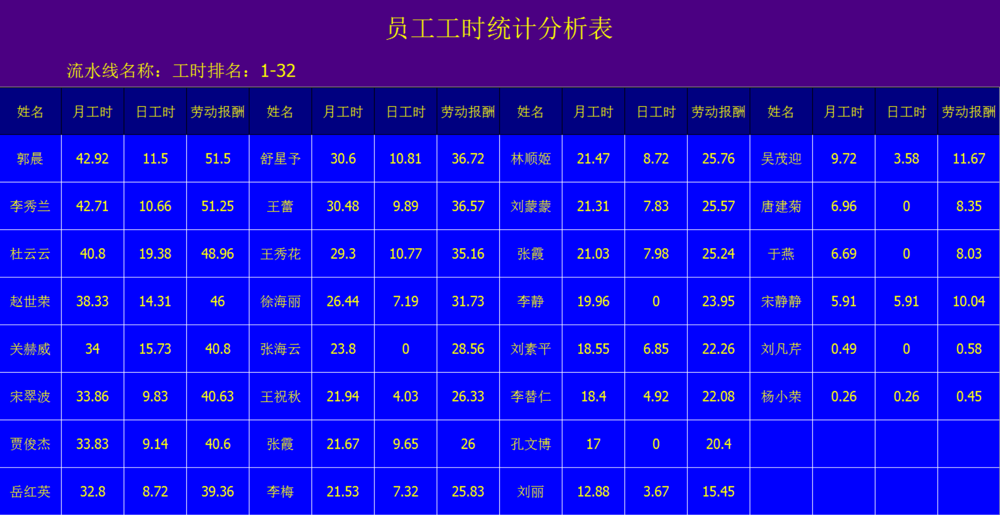 员工工时统计分析表
流水线名称：工时排名：1-32
姓名 月工时 日工时 劳动报酬 姓名 月工时 日工时 劳动报酬 姓名 月工时 日工时 劳动报酬 姓名 月工时 日工时 劳动报酬
郭晨 42.92 11.5 51.5 舒星予 30.6 10.81 36.72 林顺姬 21.47 8.72 25.76 吴茂迎 9.72 3.58 11.67
李秀兰 42.71 10.66 51.25 王蕾 30.48 9.89 36.57 刘蒙蒙 21.31 7.83 25.57 唐建菊 6.96 0 8.35
杜云云 40.8 19.38 48.96 王秀花 29.3 10.77 35.16 张霞 21.03 7.98 25.24 于燕 6.69 0 8.03
赵世荣 38.33 14.31 46 徐海丽 26.44 7.19 31.73 李静 19.96 0 23.95 宋静静 5.91 5.91 10.04
关赫威 34 15.73 40.8 张海云 23.8 0 28.56 刘素平 18.55 6.85 22.26 刘凡芹 0.49 0 0.58
宋翠波 33.86 9.83 40.63 王祝秋 21.94 4.03 26.33 李替仁 18.4 4.92 22.08 杨小荣 0.26 0.26 0.45
贾俊杰 33.83 9.14 40.6 张霞 21.67 9.65 26 孔文博 17 0 20.4
岳红英 32.8 8.72 39.36 李梅 21.53 7.32 25.83 刘丽 12.88 3.67 15.45